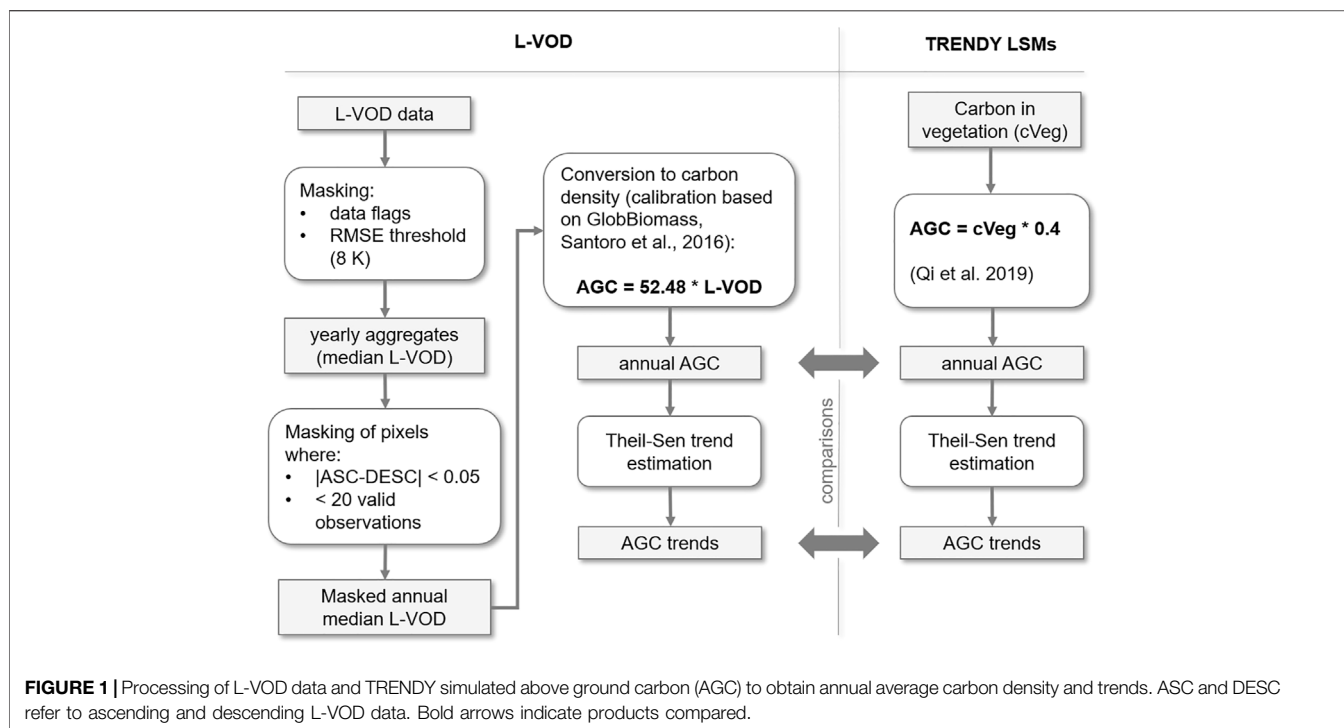 L-VOD
TRENDY LSMs
L-VOD data
Masking:
• data flags
• RMSE threshold
(8 K)
yearly aggregates
(median L-VOD)
Masking of pixels
where:
• |ASC-DESC| < 0.05
• < 20 valid
observations
Masked annual
median L-VOD
Conversion to carbon
density (calibration based
on GlobBiomass,
Santoro et al., 2016):
AGC = 52.48 * L-VOD
annual AGC
Theil-Sen trend
estimation
AGC trends
comparisons
Carbon in
vegetation (cVeg)
AGC = cVeg * 0.4
(Qi et al. 2019)
annual AGC
Theil-Sen trend
estimation
AGC trends
FIGURE 1 | Processing of L-VOD data and TRENDY simulated above ground carbon (AGC) to obtain annual average carbon density and trends. ASC and DESC
refer to ascending and descending L-VOD data. Bold arrows indicate products compared.